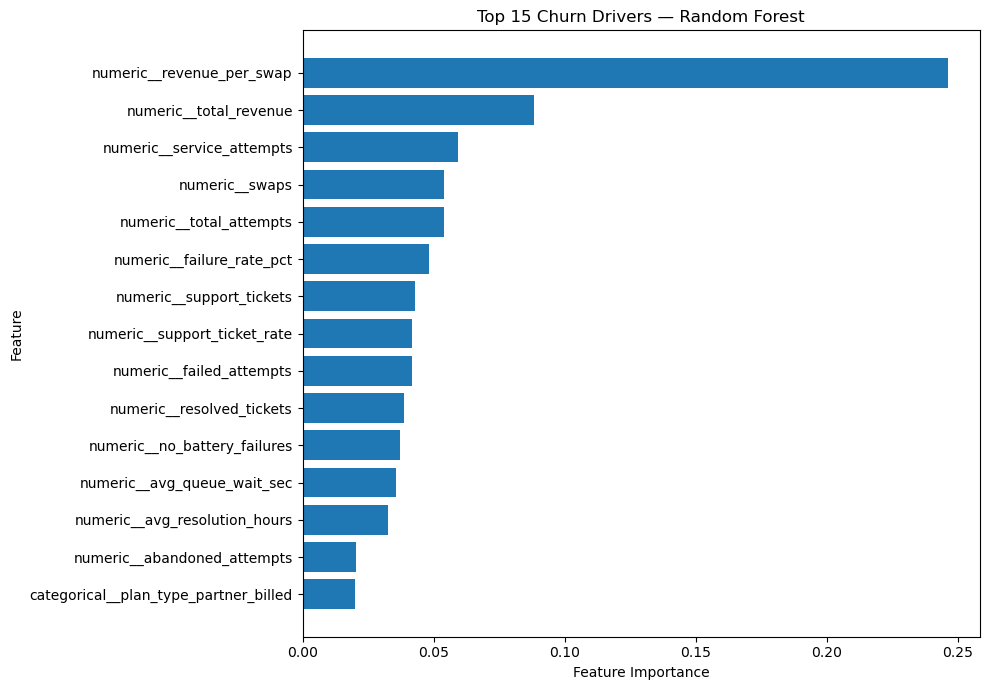 Top 15 Churn Drivers — Random Forest
Feature
numeric__revenue_per_swap
numeric__total_revenue
numeric__service_attempts
numeric__swaps
numeric__total_attempts
numeric__failure_rate_pct
numeric__support_tickets
numeric__support_ticket_rate
numeric__failed_attempts
numeric__resolved_tickets
numeric__no_battery_failures
numeric__avg_queue_wait_sec
numeric__avg_resolution_hours
numeric__abandoned_attempts
categorical__plan_type_partner_billed
0.00 0.05 0.10 0.15 0.20 0.25
Feature Importance